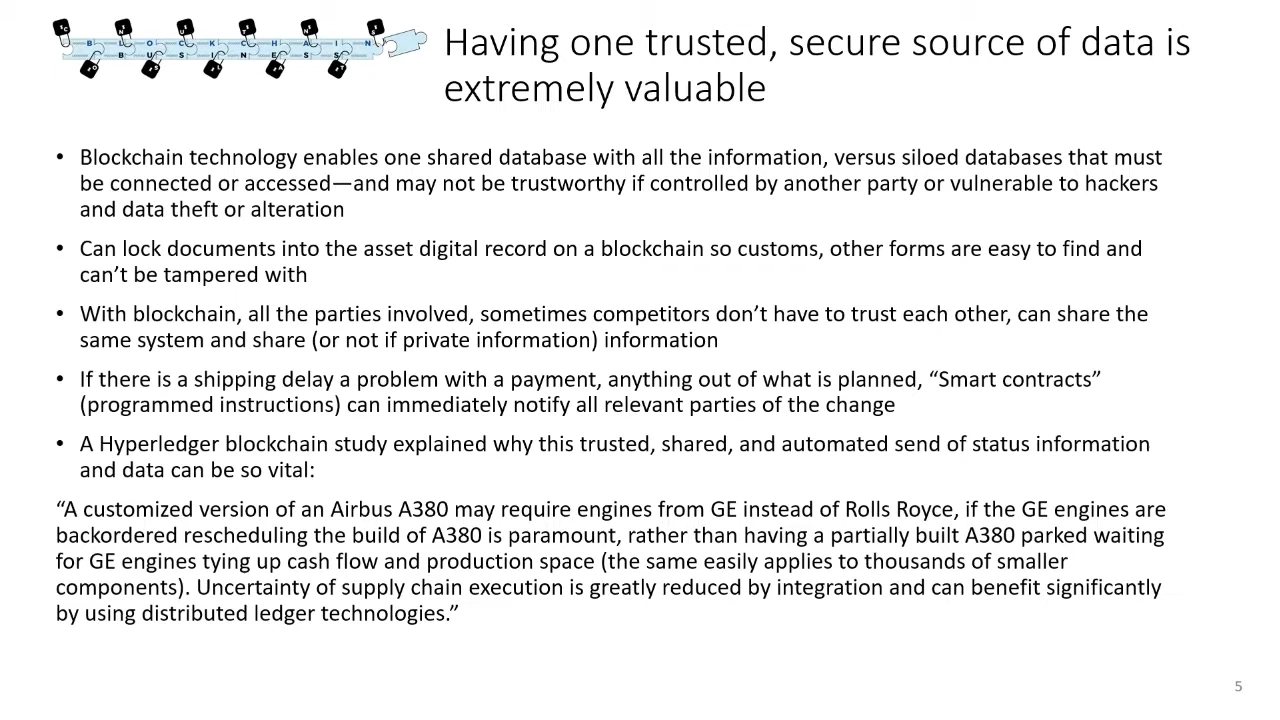 B L O C K C H A I N
B U S I N E S S
Having one trusted, secure source of data is
extremely valuable
• Blockchain technology enables one shared database with all the information, versus siloed databases that must
be connected or accessed—and may not be trustworthy if controlled by another party or vulnerable to hackers
and data theft or alteration
• Can lock documents into the asset digital record on a blockchain so customs, other forms are easy to find and
can’t be tampered with
• With blockchain, all the parties involved, sometimes competitors don’t have to trust each other, can share the
same system and share (or not if private information) information
• If there is a shipping delay a problem with a payment, anything out of what is planned, “Smart contracts”
(programmed instructions) can immediately notify all relevant parties of the change
• A Hyperledger blockchain study explained why this trusted, shared, and automated send of status information
and data can be so vital:
“A customized version of an Airbus A380 may require engines from GE instead of Rolls Royce, if the GE engines are
backordered rescheduling the build of A380 is paramount, rather than having a partially built A380 parked waiting
for GE engines tying up cash flow and production space (the same easily applies to thousands of smaller
components). Uncertainty of supply chain execution is greatly reduced by integration and can benefit significantly
by using distributed ledger technologies.”
5